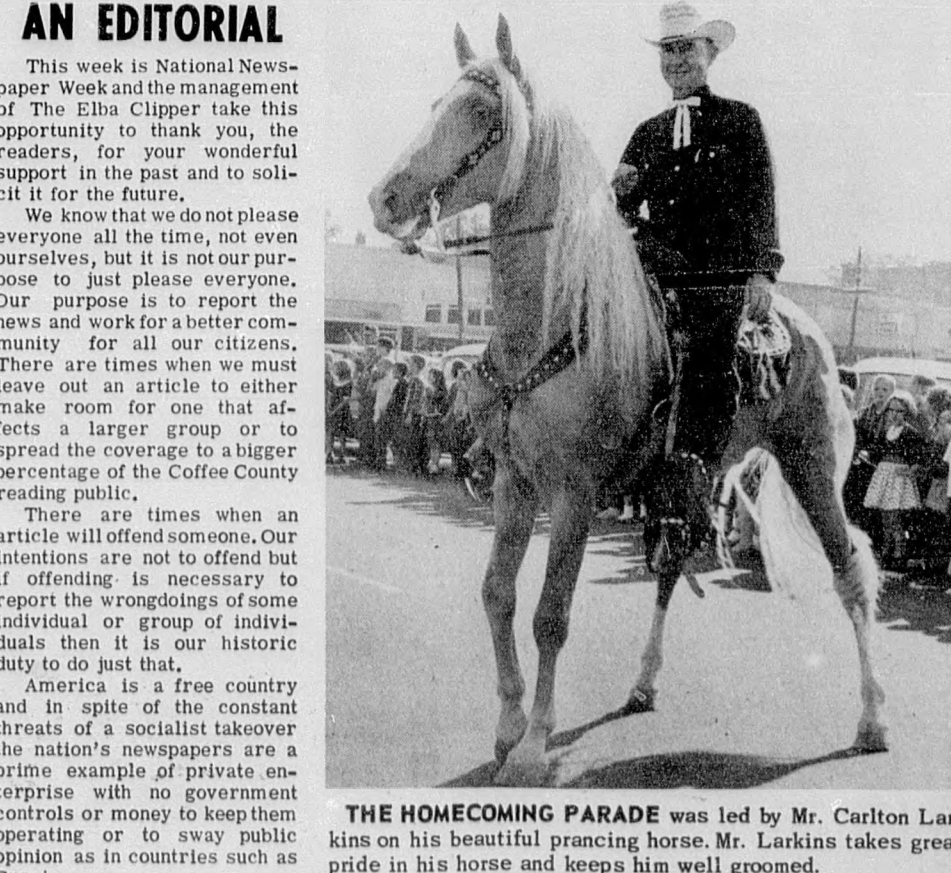 AN EDITORIAL
This week is National News-
paper Week and the management
of The Elba Clipper take this
opportunity to thank you, the
readers, for your wonderful
support in the past and to soli-
cit it for the future.
We know that we do not please
everyone all the time, not even
ourselves, but it is not our pur-
pose to just please everyone.
Our purpose is to report the
news and work for a better com-
munity for all our citizens.
There are times when we must
leave out an article to either
make room for one that af-
fects a larger group or to
spread the coverage to a bigger
percentage of the Coffee County
reading public.
There are times when an
article will offend someone. Our
intentions are not to offend but
if offending is necessary to
report the wrongdoings of some
individual or group of indivi-
duals then it is our historic
duty to do just that.
America is a free country
and in spite of the constant
threats of a socialist takeover
the nation's newspapers are a
prime example of private en-
terprise with no government
controls or money to keep them
operating or to sway public
opinion as in countries such as
THE HOMECOMING PARADE was led by Mr. Carlton Lar
kins on his beautiful prancing horse. Mr. Larkins takes grea
pride in his horse and keeps him well groomed.